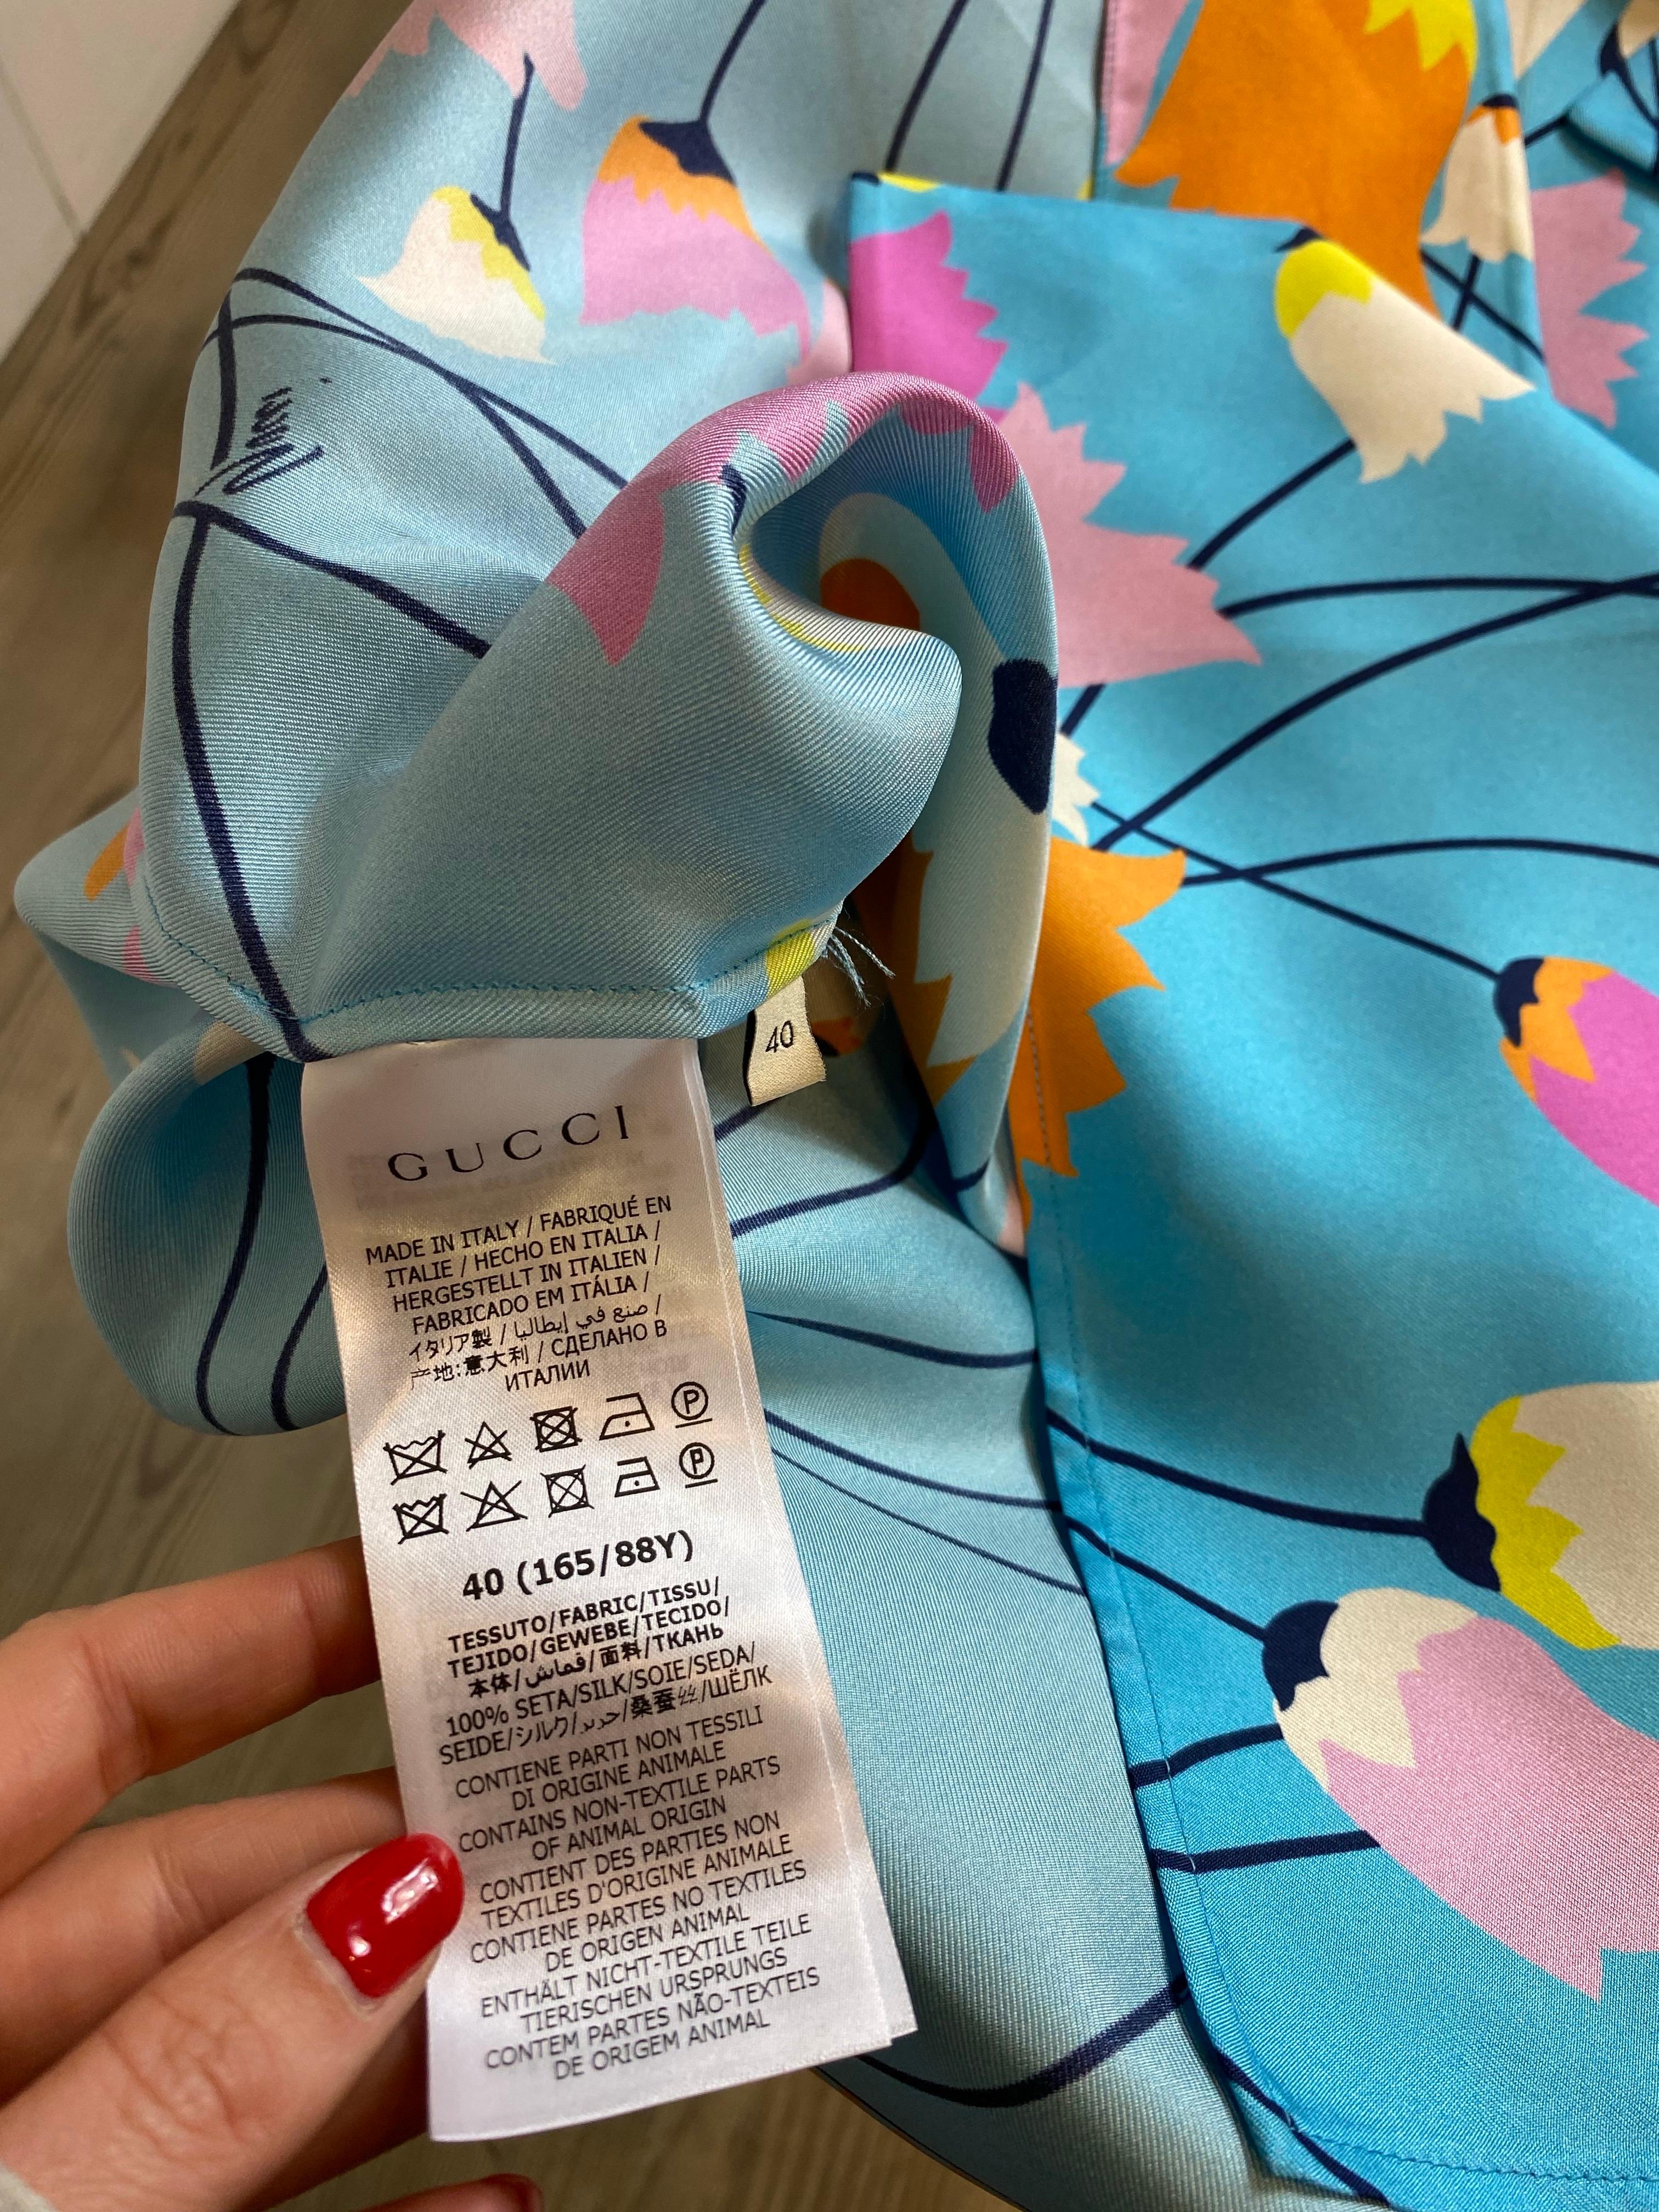 40
GUCCI
MADE IN ITALY / FABRIQUÉ EN
ITALIE / HECHO EN ITALIA /
HERGESTELLT IN ITALIEN /
FABRICADO EM ITÁLIA /
イタリア製 / صنع في إيطاليا /
产地:意大利 / СДЕЛАНО В
ИТАЛИИ
P
P
40 (165/88Y)
TESSUTO/FABRIC/TISSU/
TEJIDO/GEWEBE/TECIDO/
本体/قماش/面料/ТКАНЬ
100% SETA/SILK/SOIE/SEDA/
SEIDE/シルク/حرير/桑蚕丝/ШЁЛК
CONTIENE PARTI NON TESSILI
DI ORIGINE ANIMALE
CONTAINS NON-TEXTILE PARTS
OF ANIMAL ORIGIN
CONTIENT DES PARTIES NON
TEXTILES D'ORIGINE ANIMALE
CONTIENE PARTES NO TEXTILES
DE ORIGEN ANIMAL
ENTHÄLT NICHT-TEXTILE TEILE
TIERISCHEN URSPRUNGS
CONTEM PARTES NÃO-TEXTEIS
DE ORIGEM ANIMAL